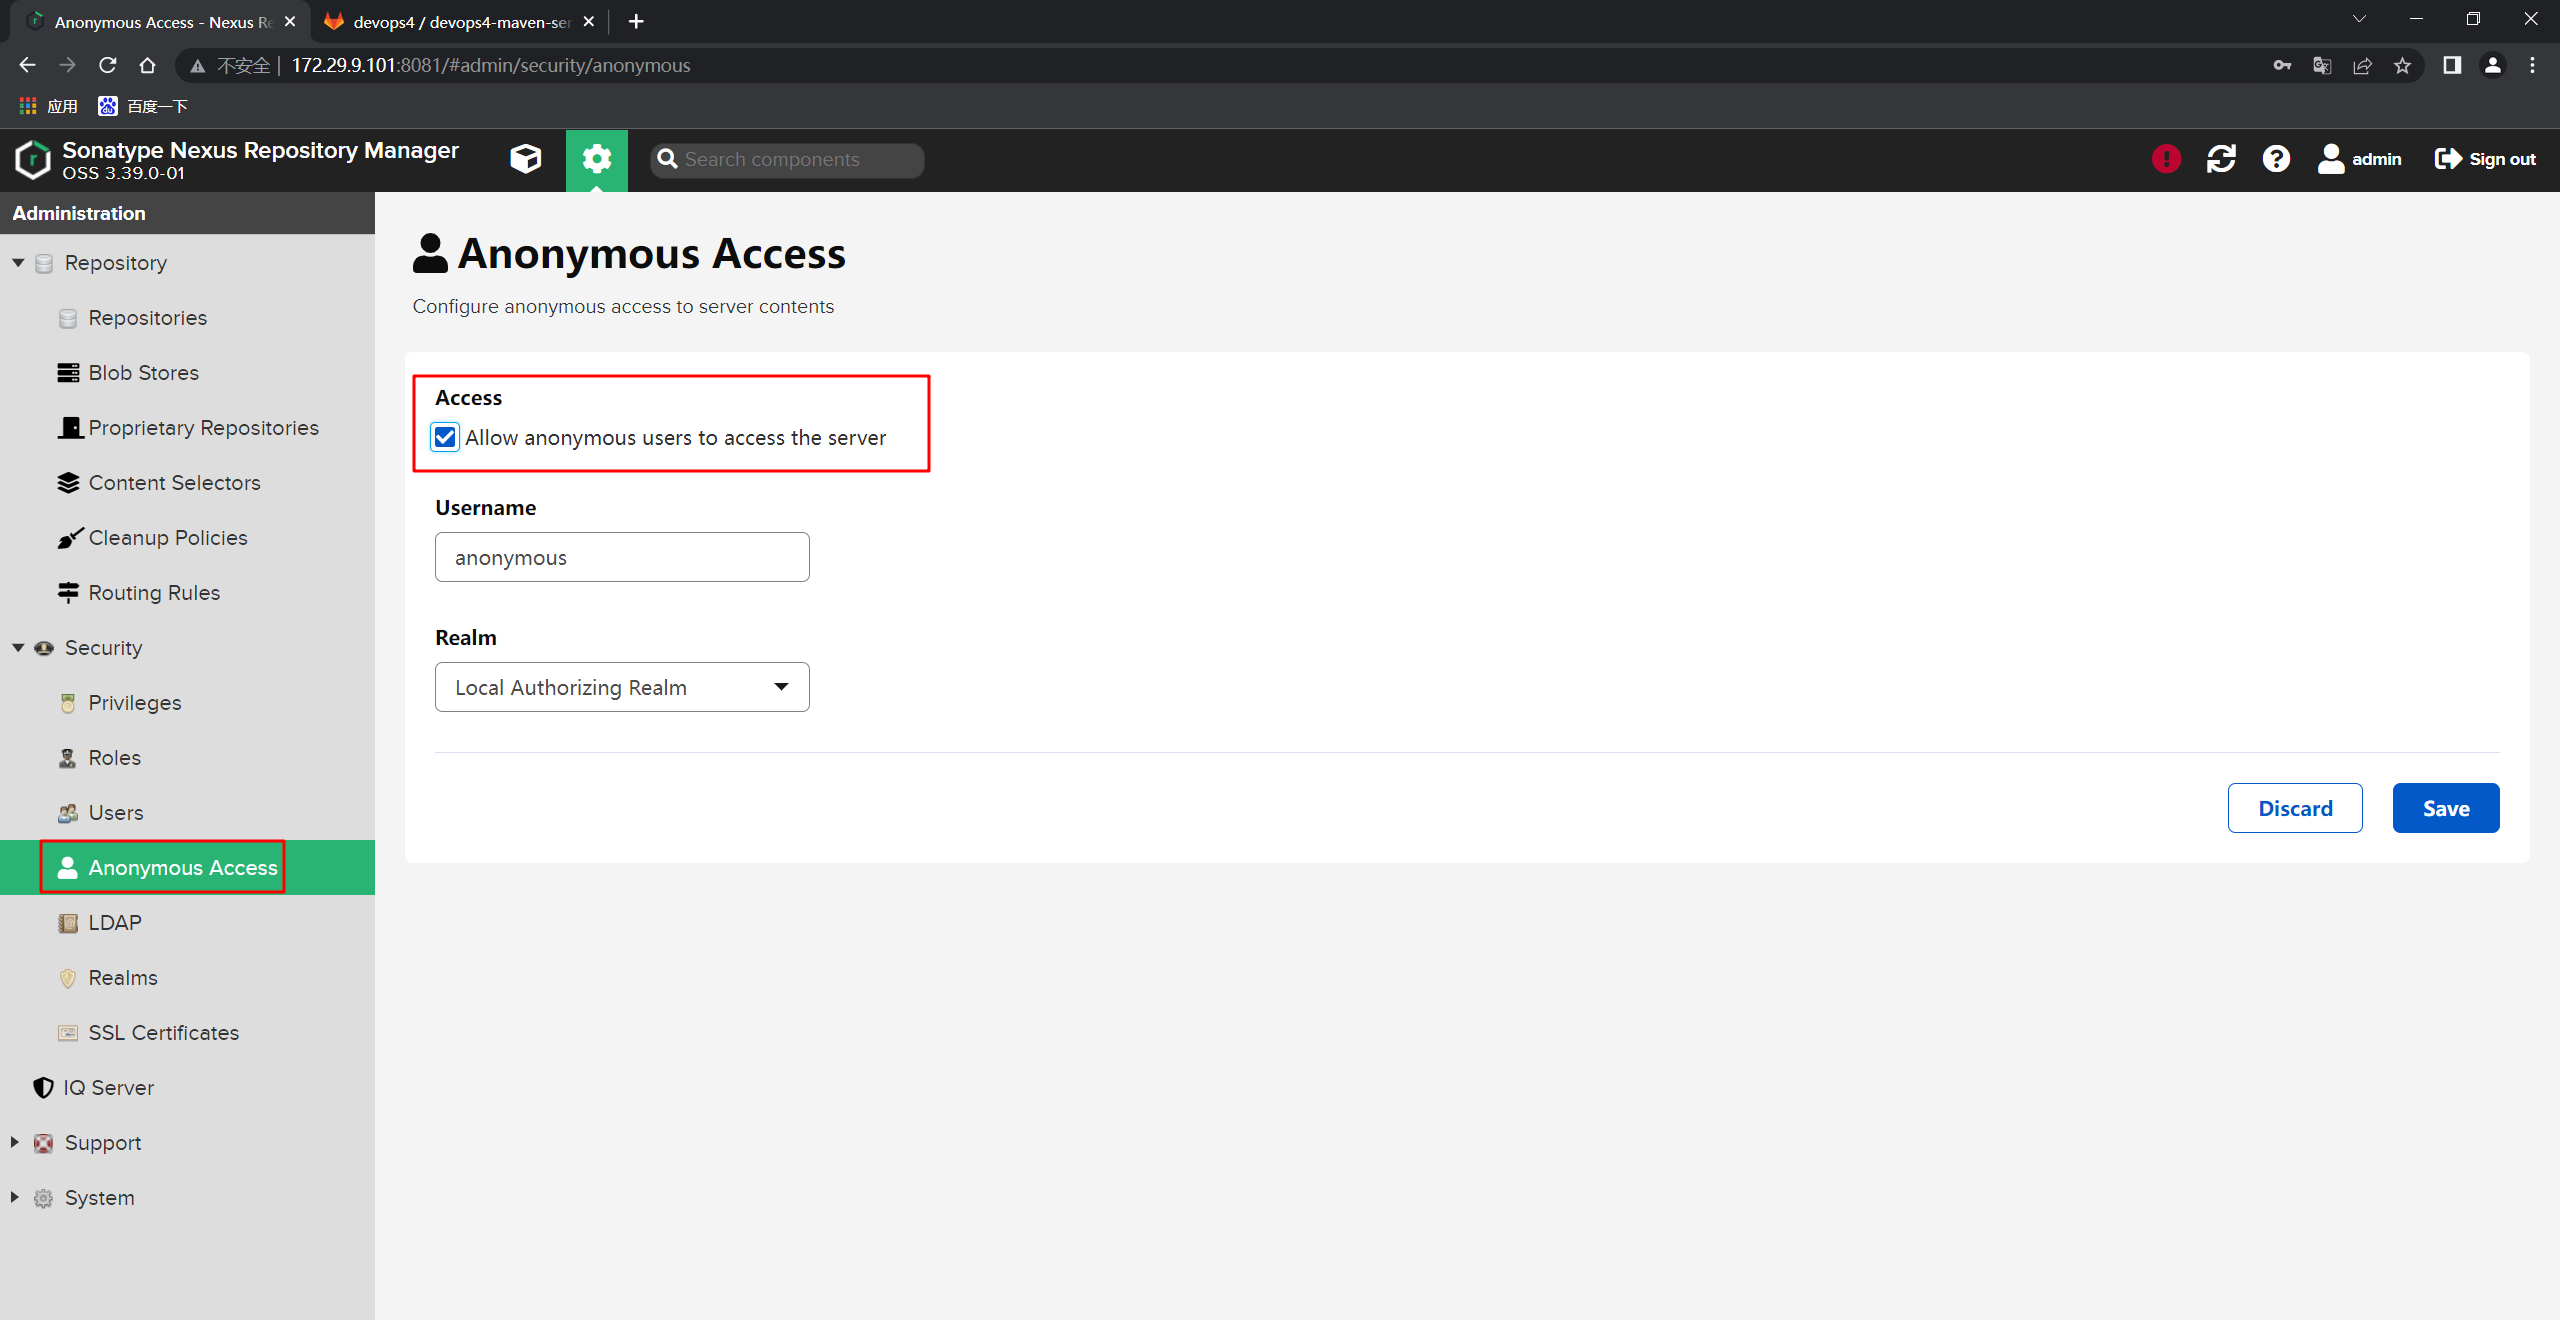 Anonymous Access - Nexus Re
devops4 / devops4-maven-ser
不安全 | 172.29.9.101:8081/#admin/security/anonymous
应用 百度一下
Sonatype Nexus Repository Manager
OSS 3.39.0-01
Search components
admin
Sign out
Administration
Repository
Repositories
Blob Stores
Proprietary Repositories
Content Selectors
Cleanup Policies
Routing Rules
Security
Privileges
Roles
Users
Anonymous Access
LDAP
Realms
SSL Certificates
IQ Server
Support
System
Anonymous Access
Configure anonymous access to server contents
Access
Allow anonymous users to access the server
Username
anonymous
Realm
Local Authorizing Realm
Discard
Save